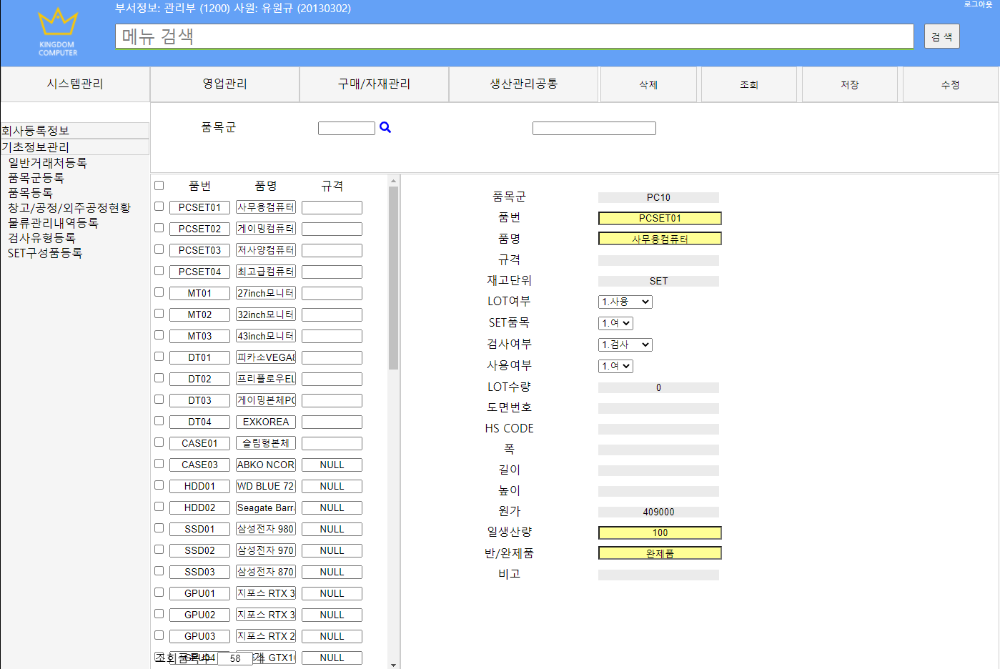 부서정보: 관리부 (1200) 사원: 유원규 (20130302)
로그아웃
KINGDOM
COMPUTER
메뉴 검색
검 색
시스템관리 영업관리 구매/자재관리 생산관리공통 삭제 조회 저장 수정
회사등록정보
기초정보관리
일반거래처등록
품목군등록
품목등록
창고/공정/외주공정현황
물류관리내역등록
검사유형등록
SET구성품등록
품목군
품번 품명 규격
PCSET01 사무용컴퓨터
PCSET02 게이밍컴퓨터
PCSET03 저사양컴퓨터
PCSET04 최고급컴퓨터
MT01 27inch모니터
MT02 32inch모니터
MT03 43inch모니터
DT01 피카소VEGA8
DT02 프리플로우EL
DT03 게이밍본체PC
DT04 EXKOREA
CASE01 슬림형본체
CASE03 ABKO NCOR NULL
HDD01 WD BLUE 72 NULL
HDD02 Seagate Barra NULL
SSD01 삼성전자 980 NULL
SSD02 삼성전자 970 NULL
SSD03 삼성전자 870 NULL
GPU01 지포스 RTX 3 NULL
GPU02 지포스 RTX 3 NULL
GPU03 지포스 RTX 2 NULL
GPU04 GTX1 NULL
조회품목수 58 개
품목군 PC10
품번 PCSET01
품명 사무용컴퓨터
규격
재고단위 SET
LOT여부 1.사용
SET품목 1.여
검사여부 1.검사
사용여부 1.여
LOT수량 0
도면번호
HS CODE
폭
길이
높이
원가 409000
일생산량 100
반/완제품 완제품
비고